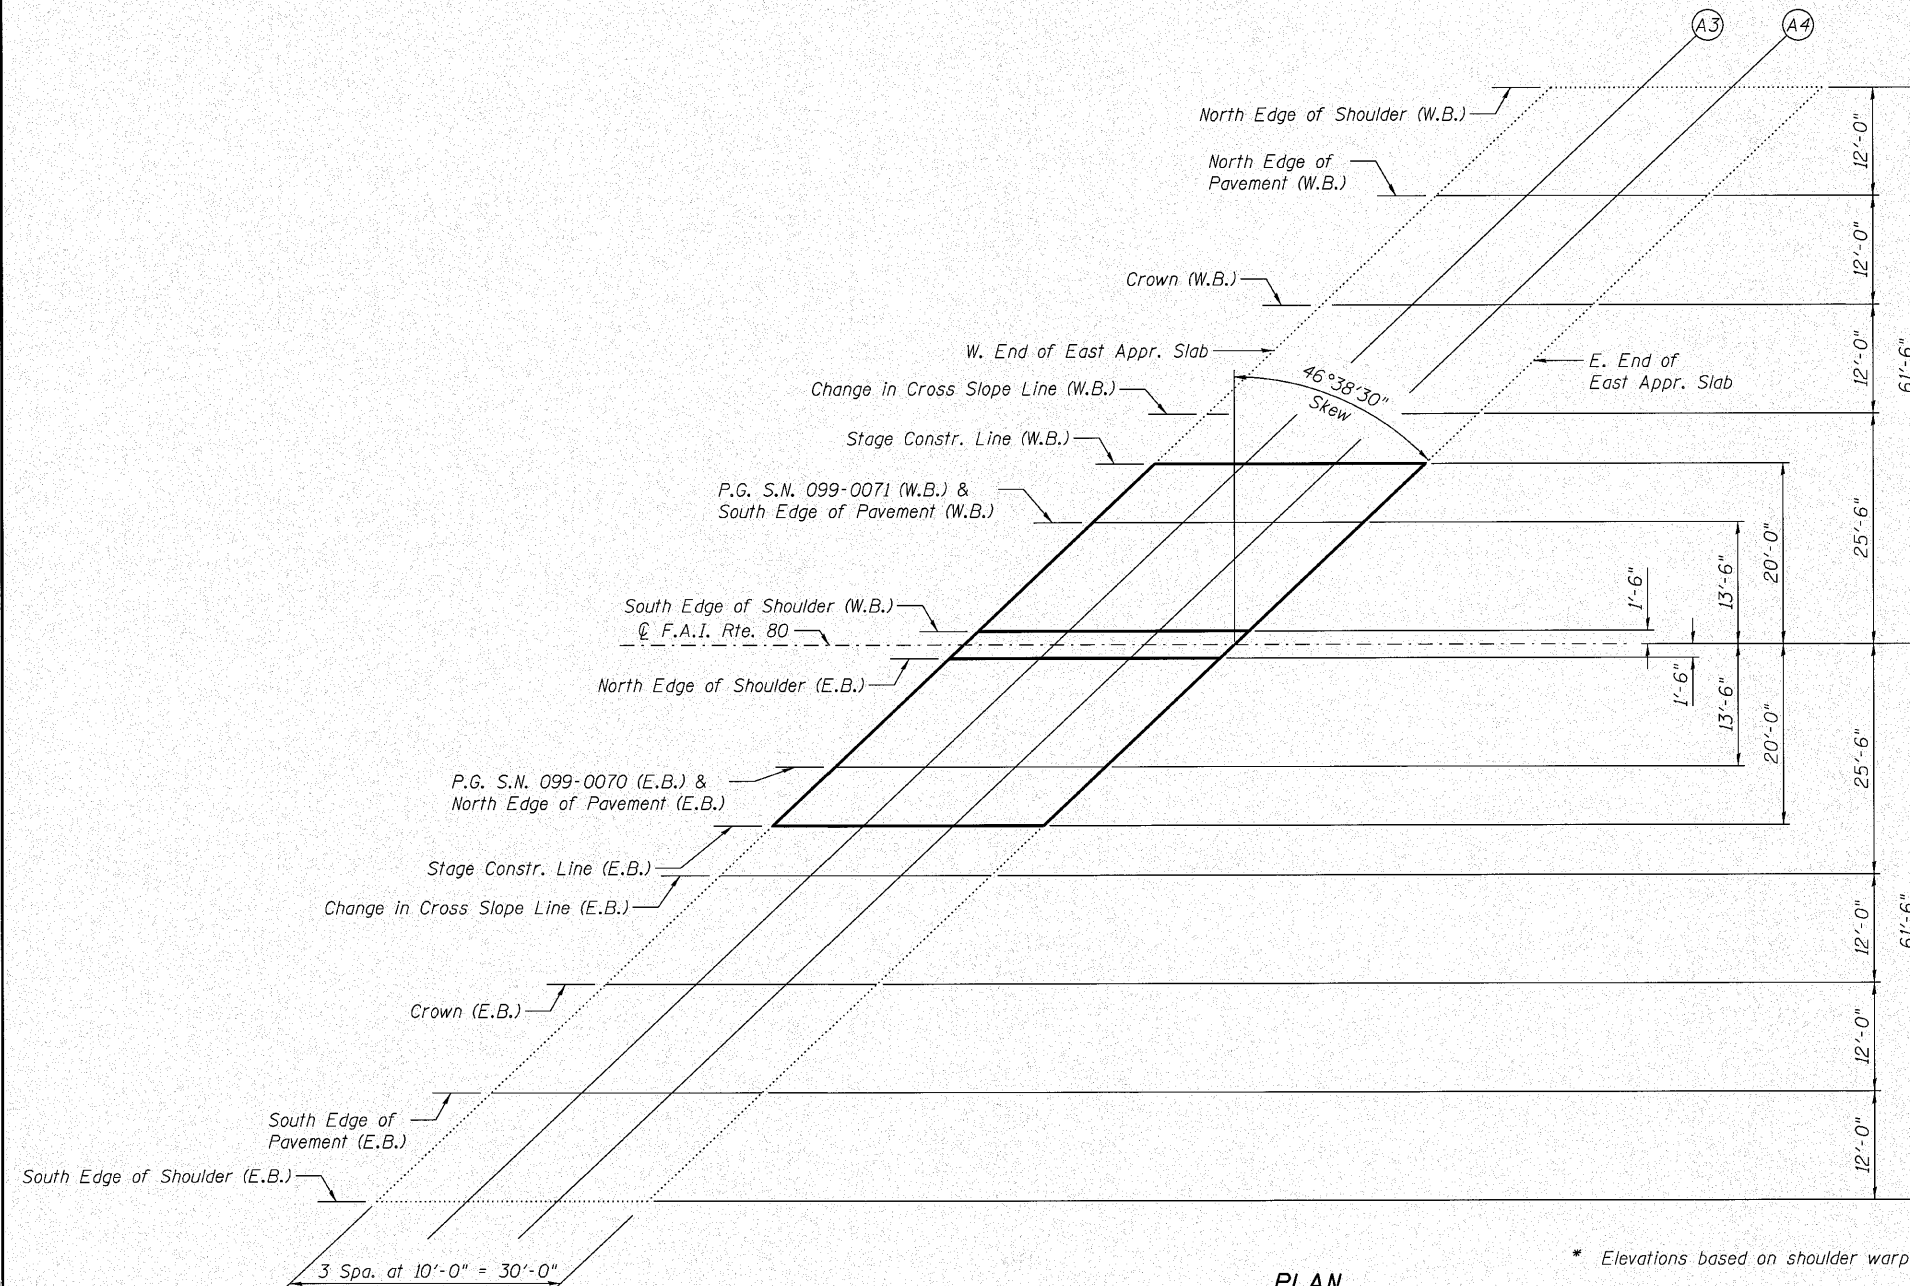 A3
A4
North Edge of Shoulder (W.B.)
12'-0"
North Edge of
Pavement (W.B.)
12'-0"
Crown (W.B.)
W. End of East Appr. Slab
12'-0"
61'-6"
E. End of
East Appr. Slab
46°38'30"
Skew
Change in Cross Slope Line (W.B.)
Stage Constr. Line (W.B.)
P.G. S.N. 099-0071 (W.B.) &
South Edge of Pavement (W.B.)
25'-6"
20'-0"
13'-6"
1'-6"
South Edge of Shoulder (W.B.)
℄ F.A.I. Rte. 80
North Edge of Shoulder (E.B.)
1'-6"
13'-6"
20'-0"
25'-6"
P.G. S.N. 099-0070 (E.B.) &
North Edge of Pavement (E.B.)
Stage Constr. Line (E.B.)
Change in Cross Slope Line (E.B.)
12'-0"
61'-6"
Crown (E.B.)
12'-0"
South Edge of
Pavement (E.B.)
12'-0"
South Edge of Shoulder (E.B.)
3 Spa. at 10'-0" = 30'-0"
* Elevations based on shoulder warp
PLAN